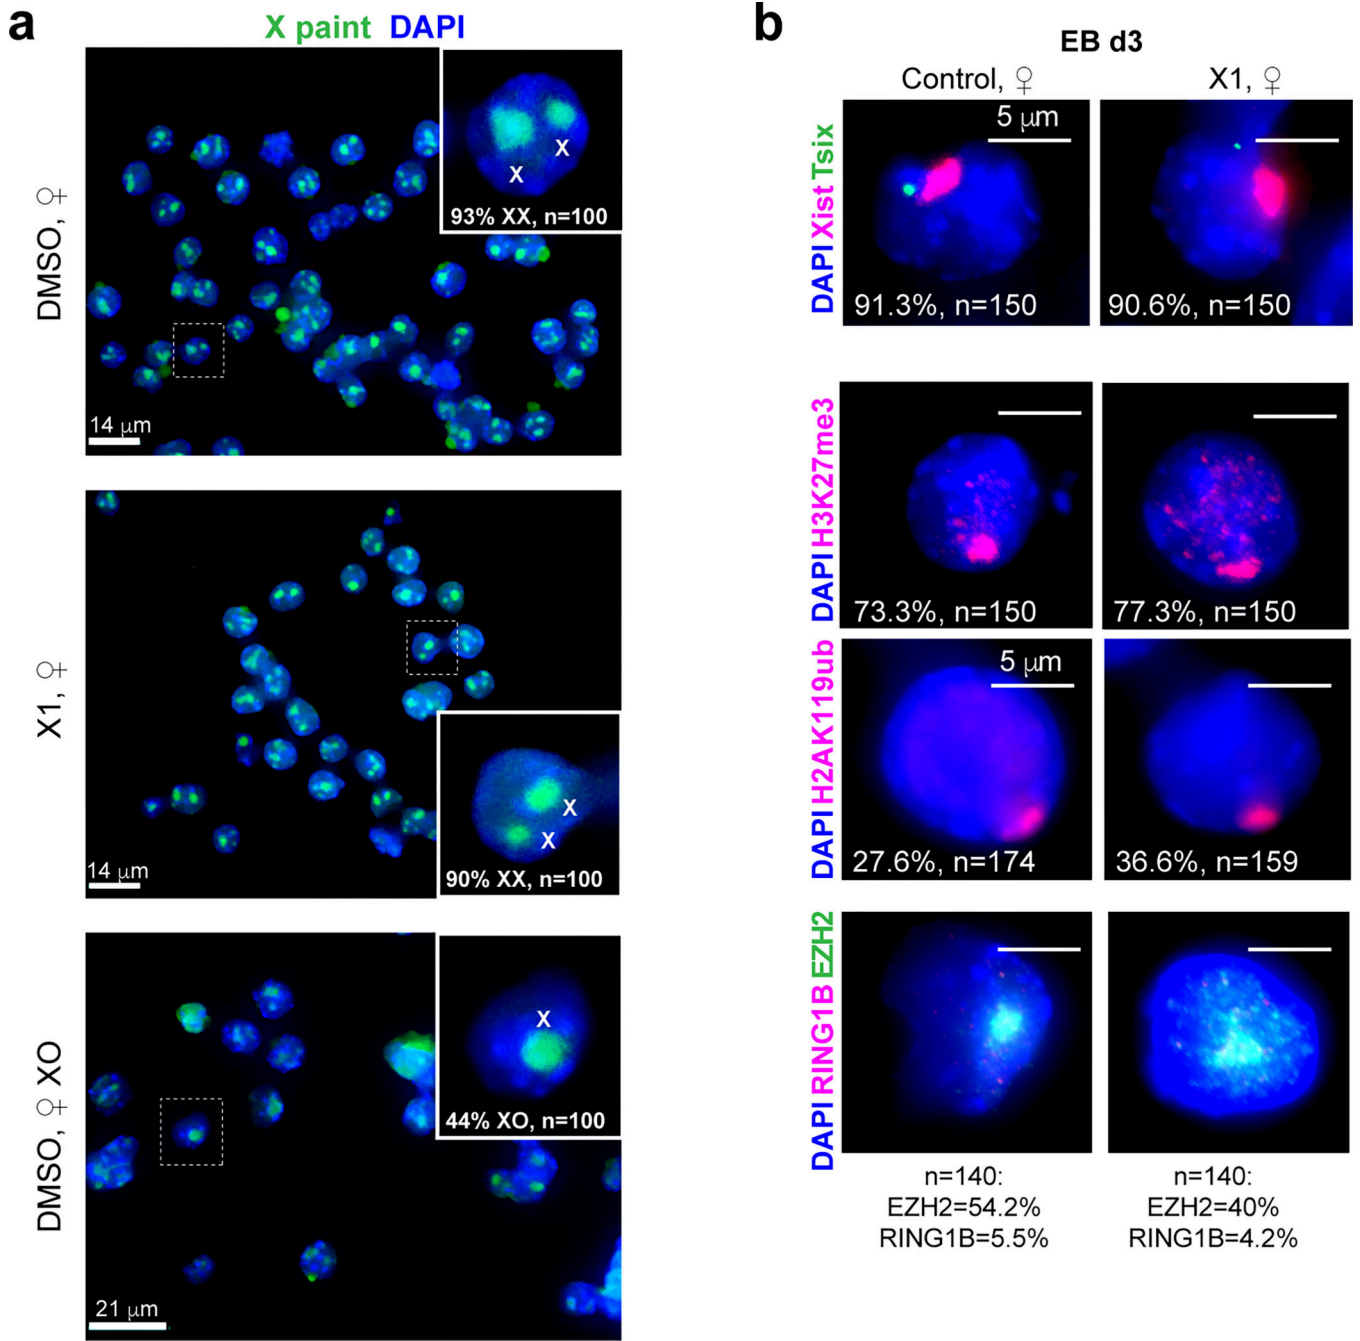 a
X paint DAPI
DMSO, ♀
X
X
93% XX, n=100
14 μm
X1, ♀
X
X
90% XX, n=100
14 μm
DMSO, ♀ XO
X
44% XO, n=100
21 μm
b
EB d3
Control, ♀
X1, ♀
DAPI Xist Tsix
5 μm
91.3%, n=150
90.6%, n=150
DAPI H3K27me3
73.3%, n=150
77.3%, n=150
DAPI H2AK119ub
5 μm
27.6%, n=174
36.6%, n=159
DAPI RING1B EZH2
n=140:
EZH2=54.2%
RING1B=5.5%
n=140:
EZH2=40%
RING1B=4.2%